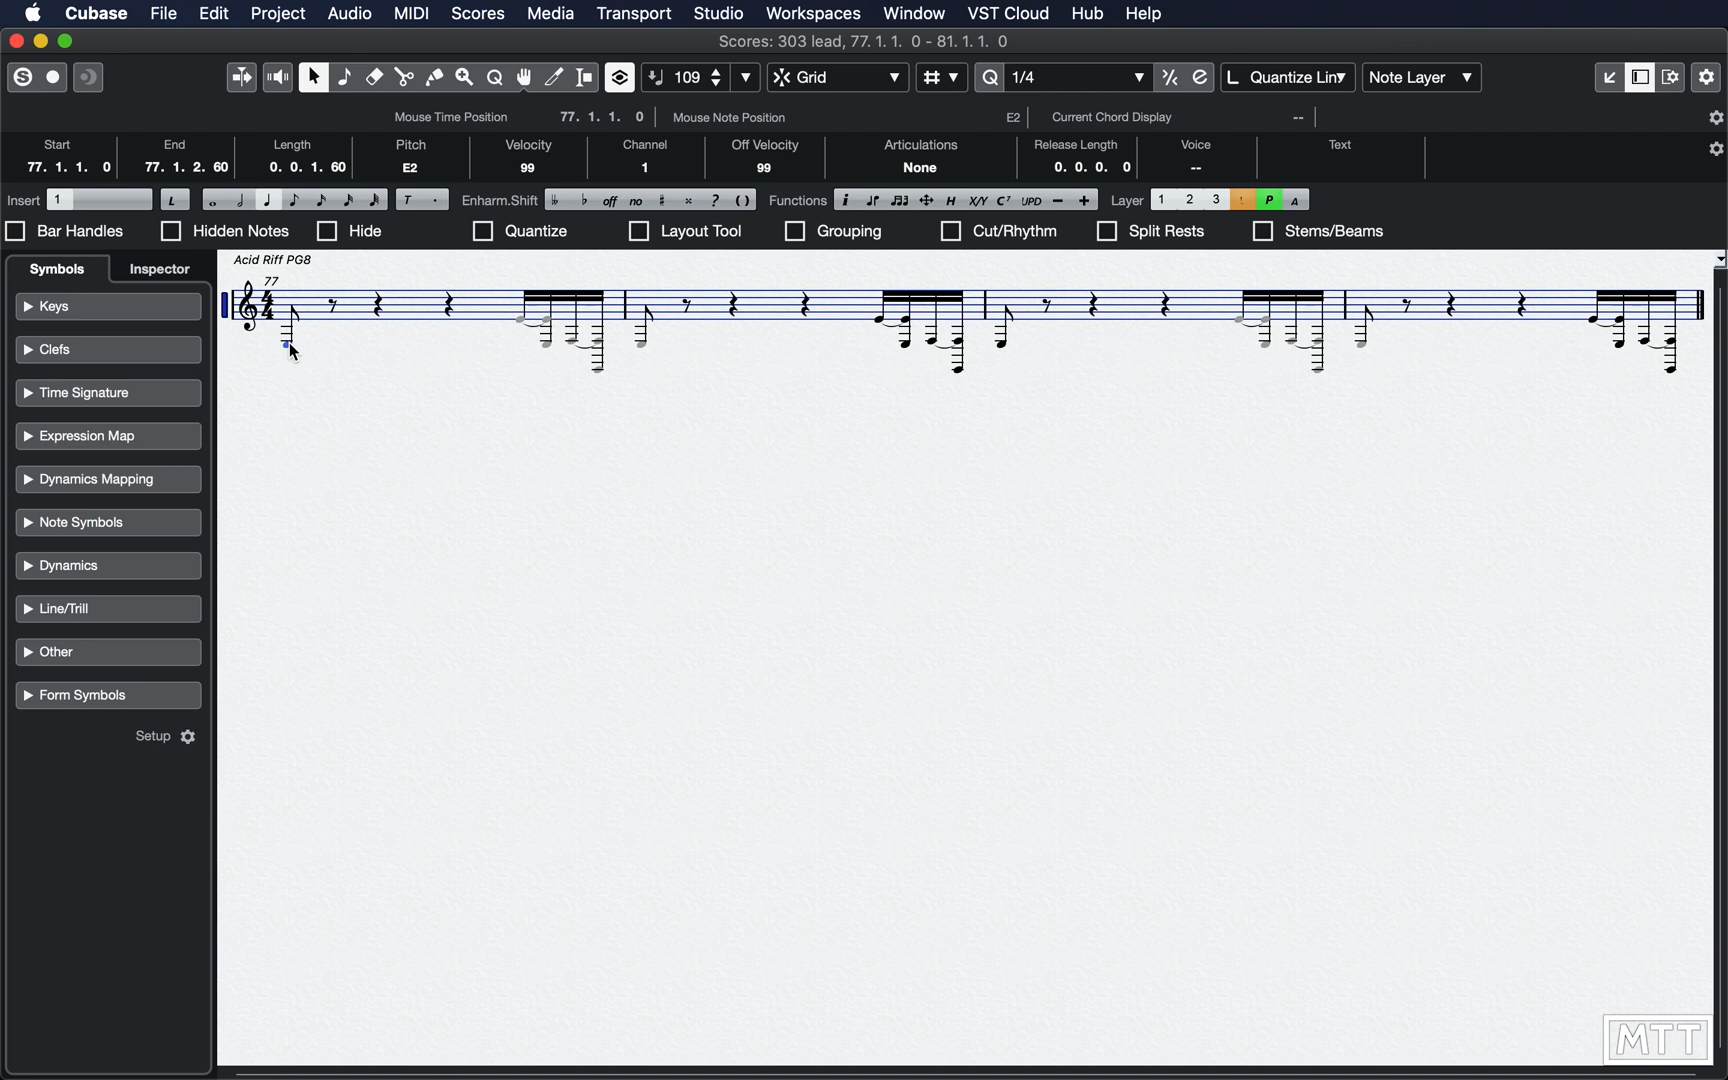 Cubase File Edit Project Audio MIDI Scores Media Transport Studio Workspaces Window VST Cloud Hub Help
Scores: 303 lead, 77. 1. 1. 0 - 81. 1. 1. 0
109 Grid 1/4 L Quantize Lin Note Layer
Mouse Time Position 77. 1. 1. 0 Mouse Note Position E2 Current Chord Display --
Start End Length Pitch Velocity Channel Off Velocity Articulations Release Length Voice Text
77. 1. 1. 0 77. 1. 2. 60 0. 0. 1. 60 E2 99 1 99 None 0. 0. 0. 0 --
Insert 1 L T . Enharm.Shift off no ? ( ) Functions i H X/Y C7 UPD − + Layer 1 2 3 ! P A
Bar Handles Hidden Notes Hide Quantize Layout Tool Grouping Cut/Rhythm Split Rests Stems/Beams
Symbols Inspector
Keys
Clefs
Time Signature
Expression Map
Dynamics Mapping
Note Symbols
Dynamics
Line/Trill
Other
Form Symbols
Setup
Acid Riff PG8
77
4
4
MTT